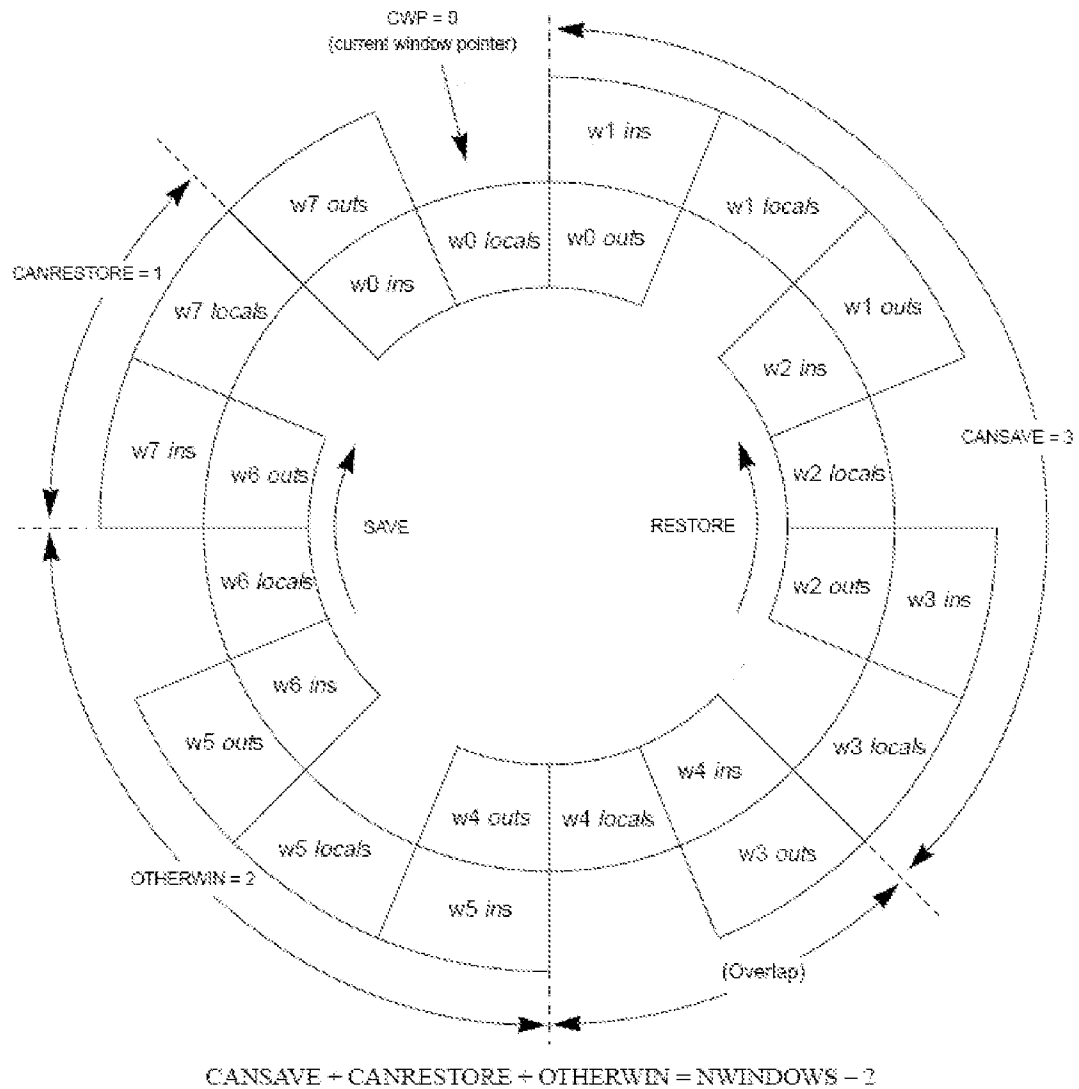 CWP = 0
(current window pointer)
w1 ins
w7 outs
w1 locals
w0 locals
w0 outs
CANRESTORE = 1
w0 ins
w7 locals
w1 outs
w2 ins
w7 ins
CANSAVE = 3
w6 outs
w2 locals
SAVE
RESTORE
w6 locals
w2 outs
w3 ins
w6 ins
w5 outs
w3 locals
w4 ins
w4 outs
w4 locals
w5 locals
w3 outs
OTHERWIN = 2
w5 ins
(Overlap)
CANSAVE + CANRESTORE + OTHERWIN = NWINDOWS – 2